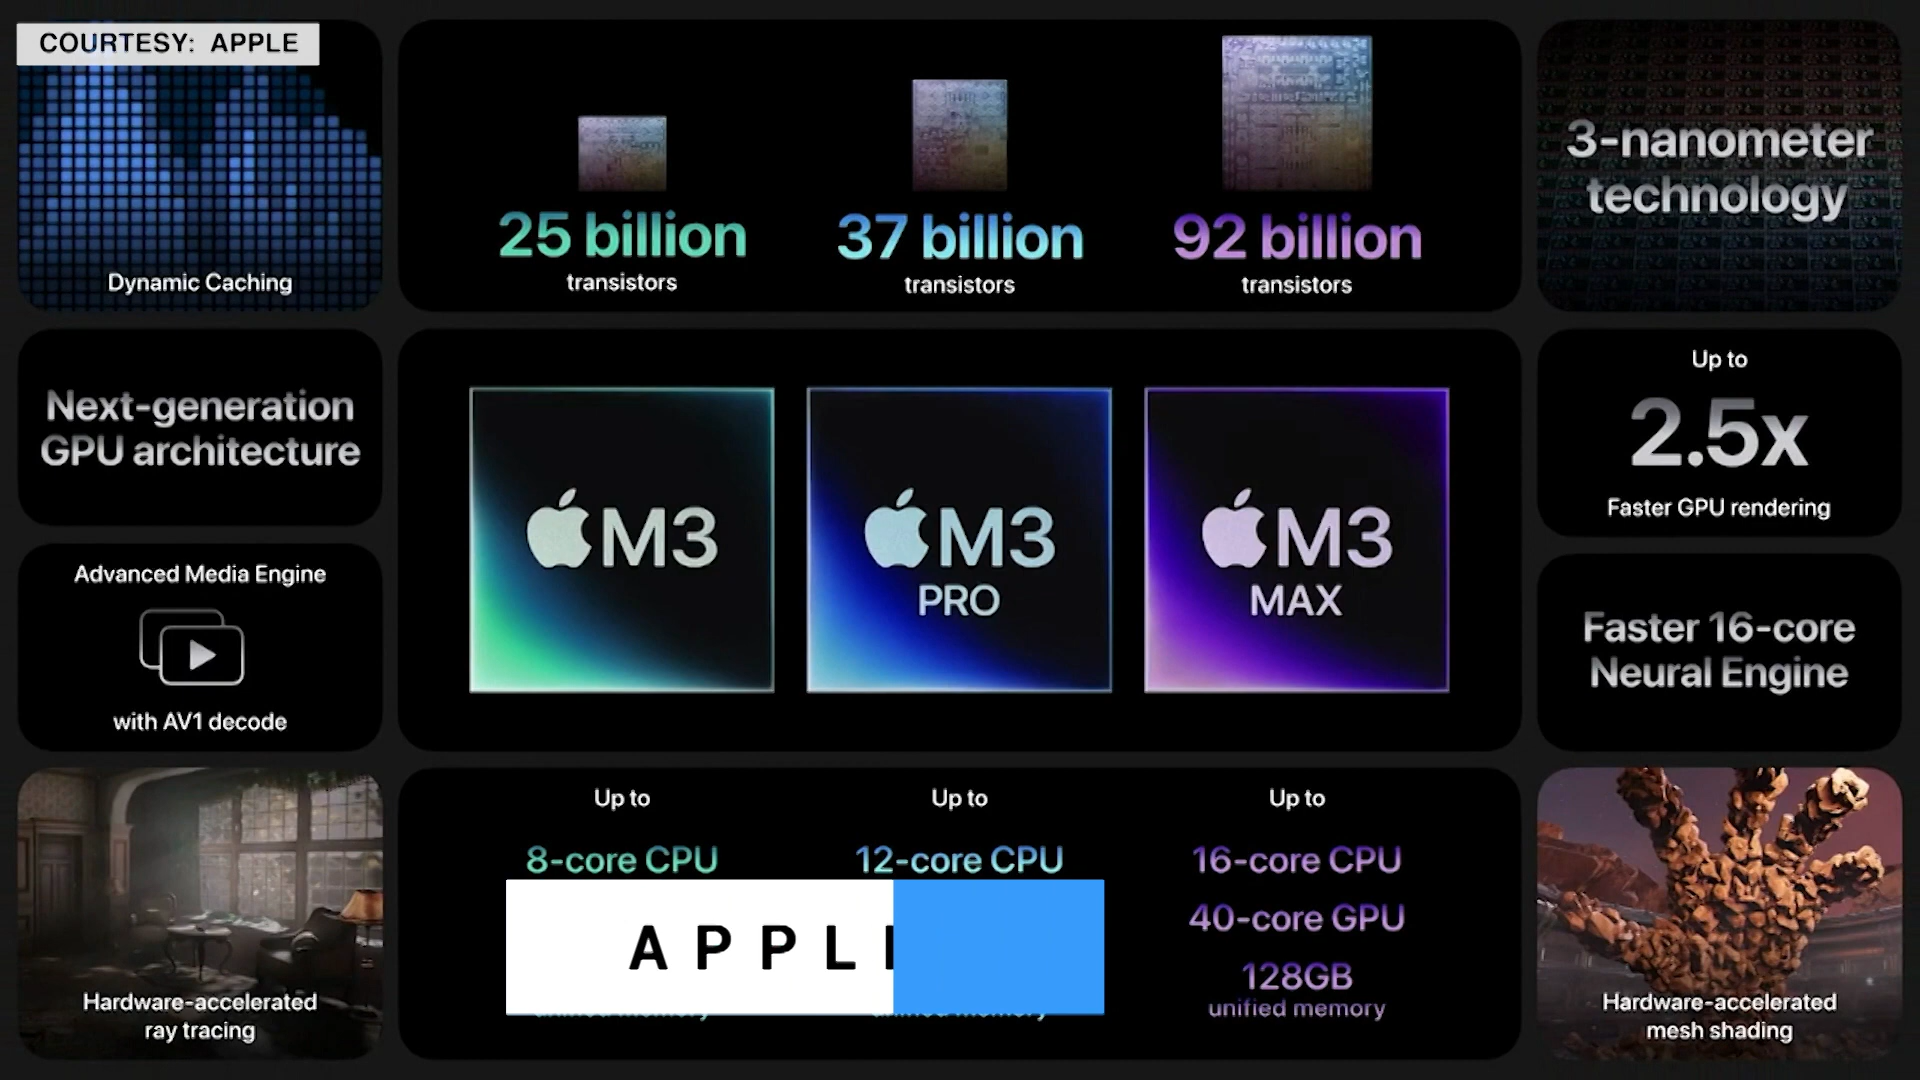 COURTESY: APPLE
Dynamic Caching
25 billion
transistors
37 billion
transistors
92 billion
transistors
3-nanometer
technology
Next-generation
GPU architecture
M3
M3
PRO
M3
MAX
Up to
2.5x
Faster GPU rendering
Advanced Media Engine
with AV1 decode
Faster 16-core
Neural Engine
Hardware-accelerated
ray tracing
Up to
8-core CPU
Up to
12-core CPU
Up to
16-core CPU
40-core GPU
128GB
unified memory
Hardware-accelerated
mesh shading